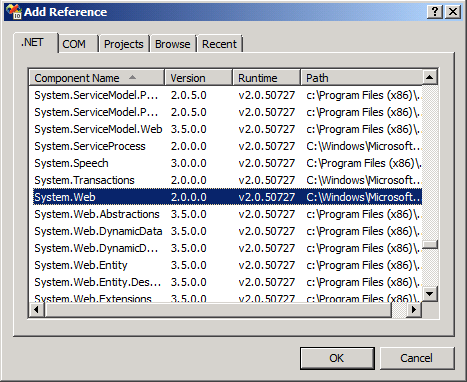 Add Reference
.NET COM Projects Browse Recent
Component Name Version Runtime Path
System.ServiceModel.P... 2.0.5.0 v2.0.50727 c:\Program Files (x86)\...
System.ServiceModel.P... 2.0.5.0 v2.0.50727 c:\Program Files (x86)\...
System.ServiceModel.Web 3.5.0.0 v2.0.50727 c:\Program Files (x86)\...
System.ServiceProcess 2.0.0.0 v2.0.50727 C:\Windows\Microsoft...
System.Speech 3.0.0.0 v2.0.50727 C:\Program Files (x86)\...
System.Transactions 2.0.0.0 v2.0.50727 C:\Windows\Microsoft...
System.Web 2.0.0.0 v2.0.50727 C:\Windows\Microsoft...
System.Web.Abstractions 3.5.0.0 v2.0.50727 c:\Program Files (x86)\...
System.Web.DynamicData 3.5.0.0 v2.0.50727 c:\Program Files (x86)\...
System.Web.DynamicD... 3.5.0.0 v2.0.50727 c:\Program Files (x86)\...
System.Web.Entity 3.5.0.0 v2.0.50727 c:\Program Files (x86)\...
System.Web.Entity.Des... 3.5.0.0 v2.0.50727 c:\Program Files (x86)\...
System.Web.Extensions 3.5.0.0 v2.0.50727 c:\Program Files (x86)\...
OK Cancel